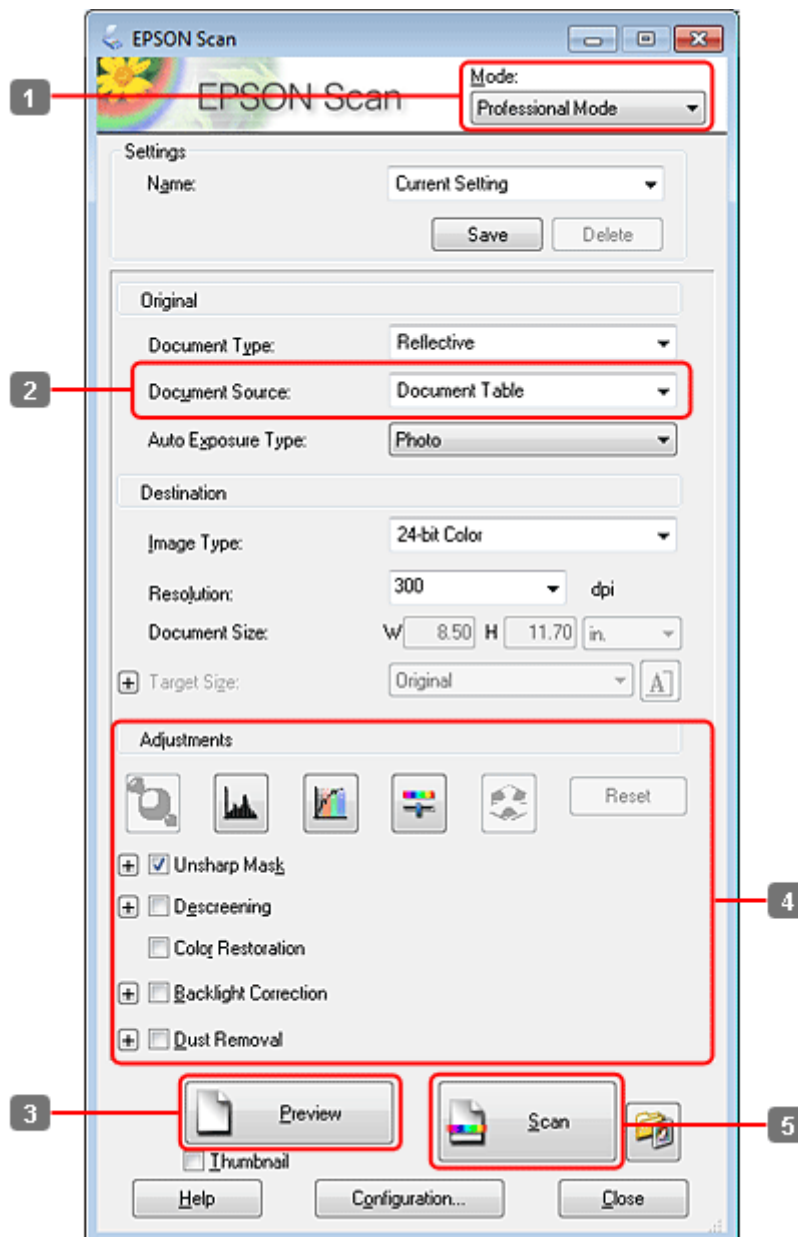 EPSON Scan
EPSON Scan
Mode:
1
Professional Mode
Settings
Name:
Current Setting
Save
Delete
Original
Document Type:
Reflective
2
Document Source:
Document Table
Auto Exposure Type:
Photo
Destination
Image Type:
24-bit Color
Resolution:
300
dpi
Document Size:
W 8.50 H 11.70 in.
Target Size:
Original
A
Adjustments
Reset
Unsharp Mask
4
Descreening
Color Restoration
Backlight Correction
Dust Removal
3
Preview
Scan
5
Thumbnail
Help
Configuration...
Close